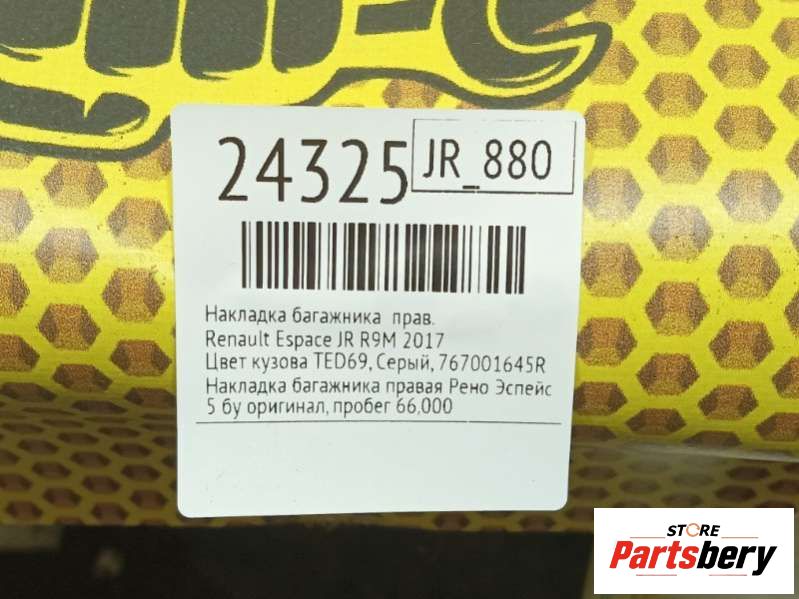 24325
JR_880
Накладка багажника прав.
Renault Espace JR R9M 2017
Цвет кузова TED69, Серый, 767001645R
Накладка багажника правая Рено Эспейс
5 бу оригинал, пробег 66,000
STORE
Partsbery